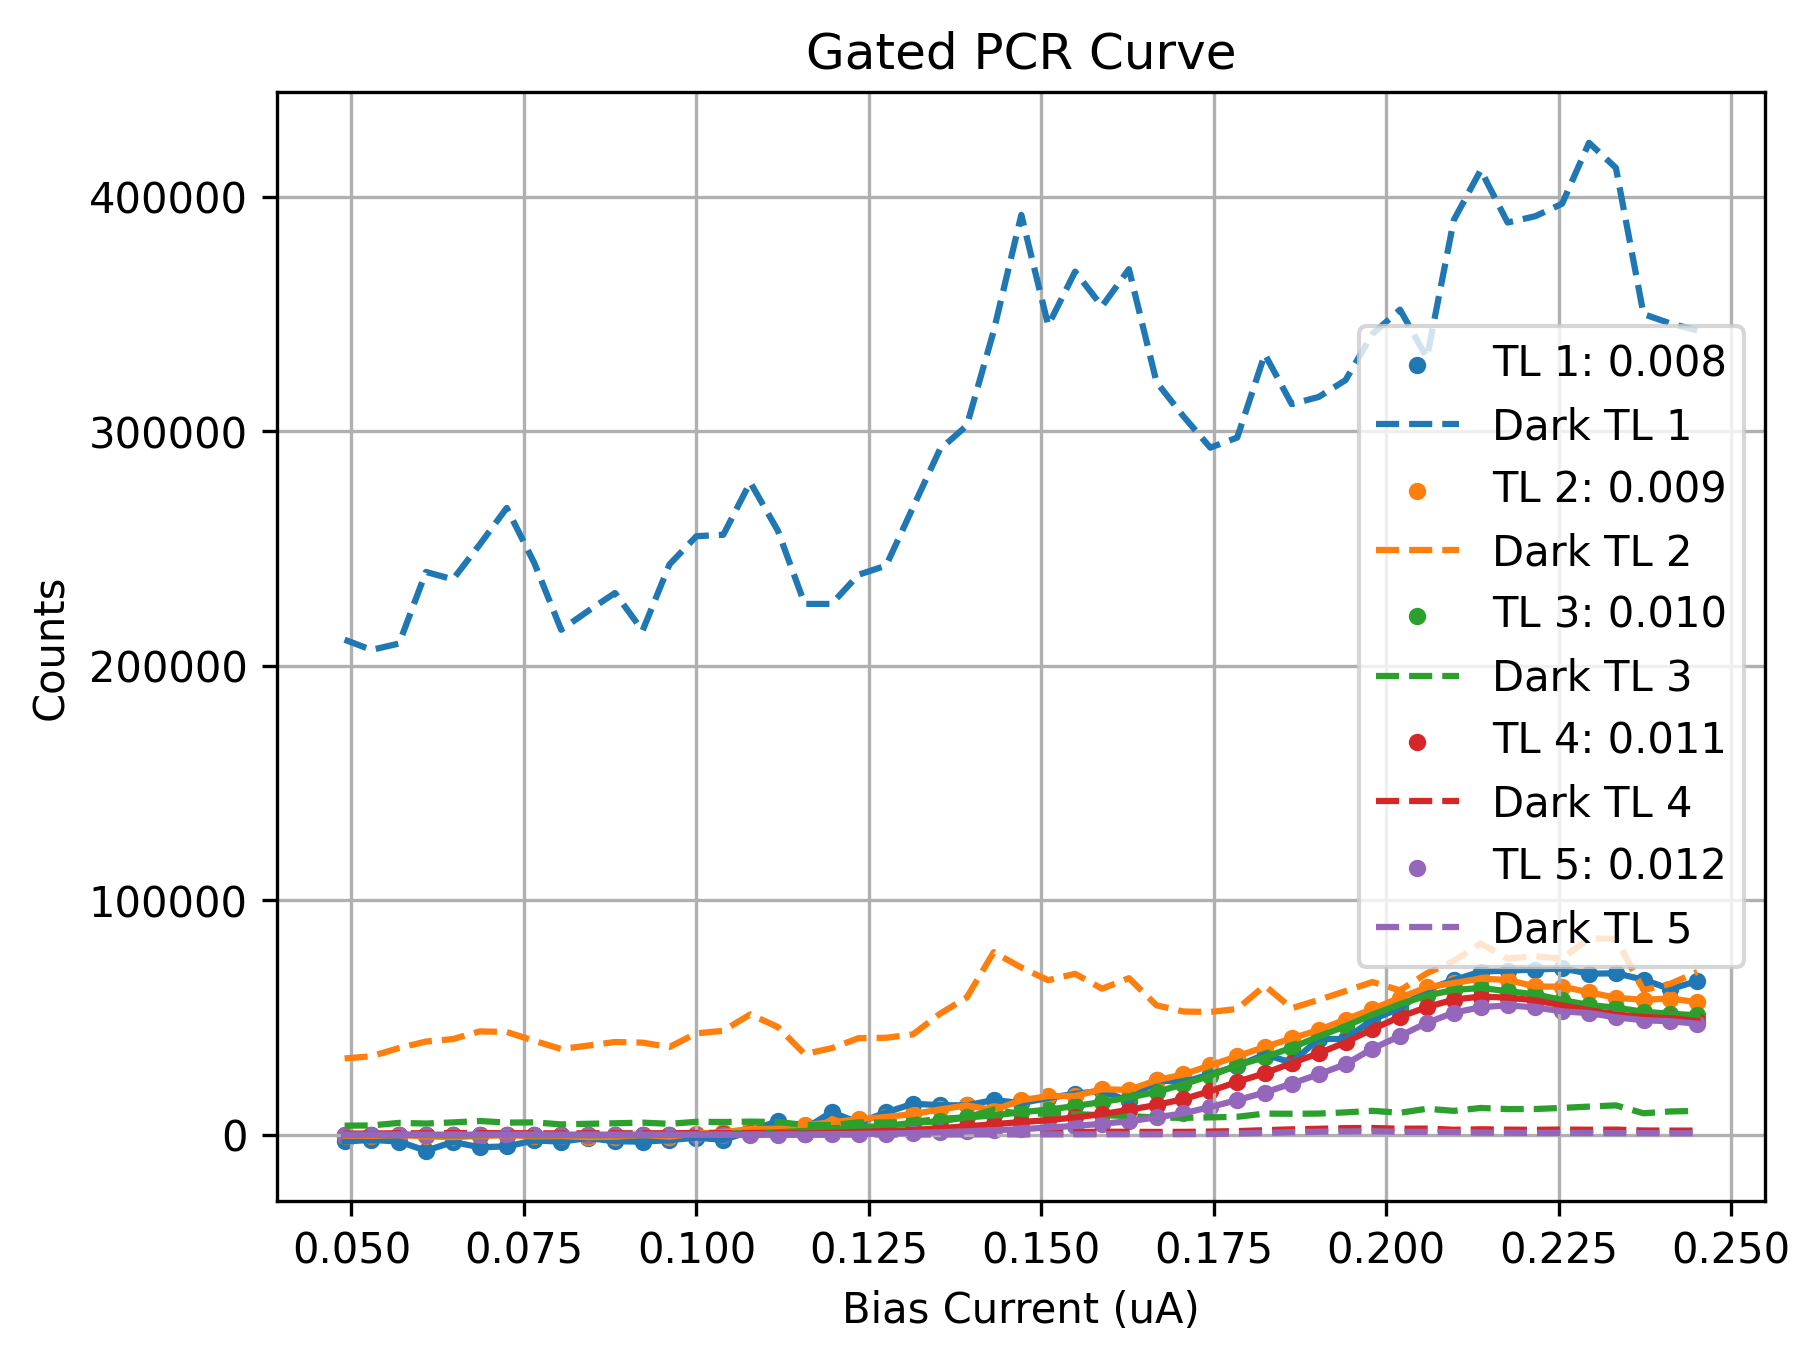 Gated PCR Curve
400000
300000
200000
100000
0
Counts
TL 1: 0.008
Dark TL 1
TL 2: 0.009
Dark TL 2
TL 3: 0.010
Dark TL 3
TL 4: 0.011
Dark TL 4
TL 5: 0.012
Dark TL 5
0.050 0.075 0.100 0.125 0.150 0.175 0.200 0.225 0.250
Bias Current (uA)